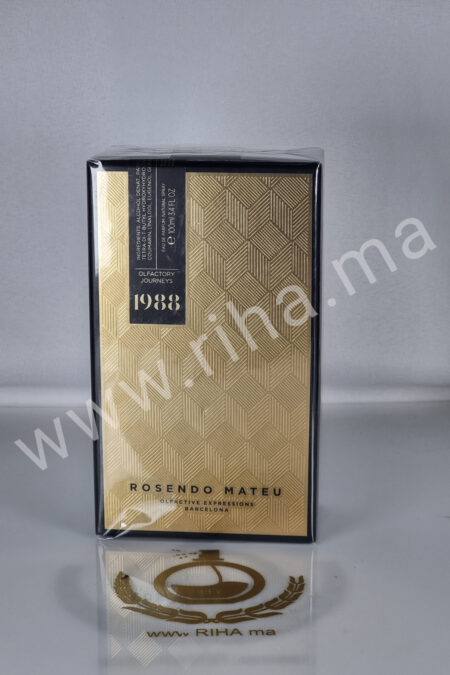 INGREDIENTS: ALCOHOL DENAT., PA
TETRA-DI-T-BUTYL HYDROXYHYDRO
COUMARIN, LINALOOL, EUGENOL, G
EAU DE PARFUM NATURAL SPRAY
e 100ml 3.4 FL. OZ
OLFACTORY
JOURNEYS
1988
www.riha.ma
ROSENDO MATEU
OLFACTIVE EXPRESSIONS
BARCELONA
www RIHA ma